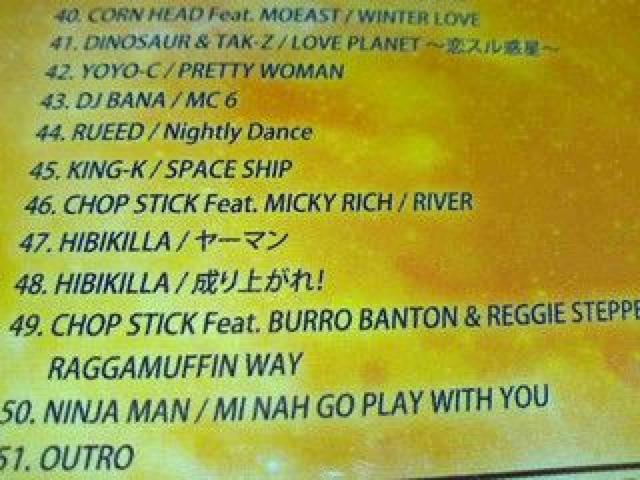 40. CORN HEAD Feat. MOEAST / WINTER LOVE
41. DINOSAUR & TAK-Z / LOVE PLANET 〜恋スル惑星〜
42. YOYO-C / PRETTY WOMAN
43. DJ BANA / MC 6
44. RUEED / Nightly Dance
45. KING-K / SPACE SHIP
46. CHOP STICK Feat. MICKY RICH / RIVER
47. HIBIKILLA / ヤーマン
48. HIBIKILLA / 成り上がれ!
49. CHOP STICK Feat. BURRO BANTON & REGGIE STEPPE
RAGGAMUFFIN WAY
50. NINJA MAN / MI NAH GO PLAY WITH YOU
51. OUTRO